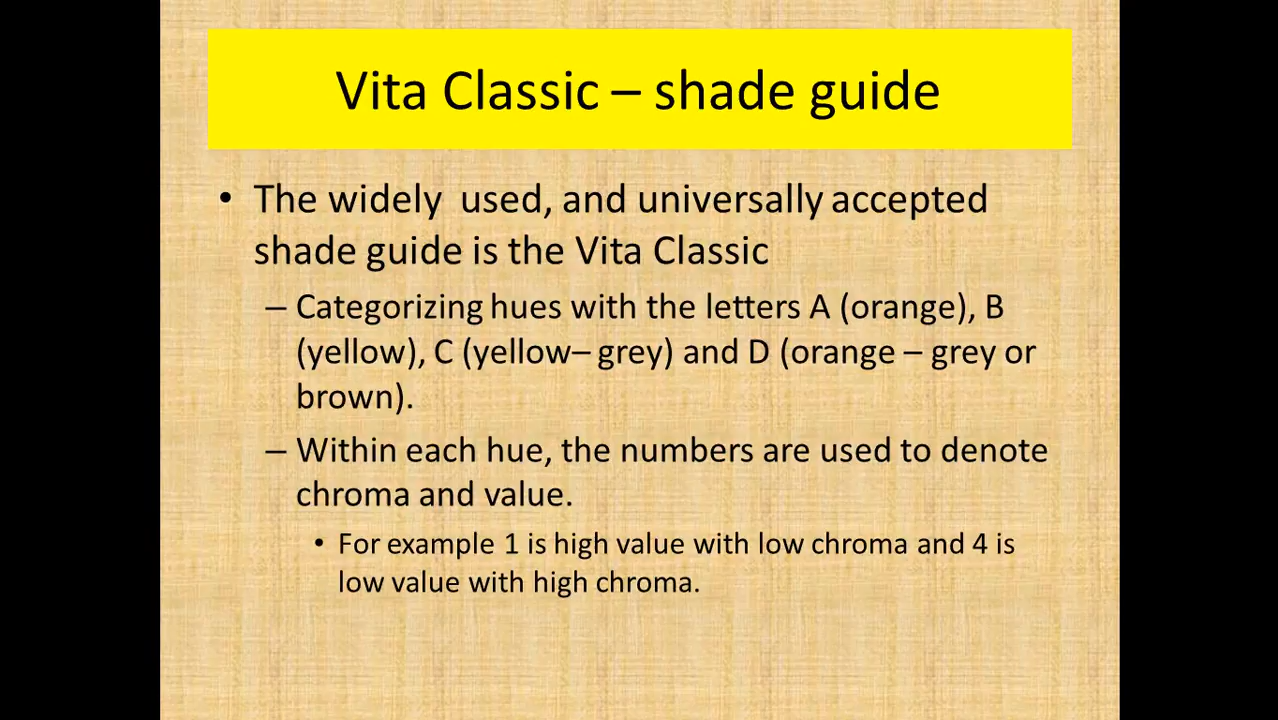 Vita Classic – shade guide
• The widely used, and universally accepted
shade guide is the Vita Classic
– Categorizing hues with the letters A (orange), B
(yellow), C (yellow– grey) and D (orange – grey or
brown).
– Within each hue, the numbers are used to denote
chroma and value.
• For example 1 is high value with low chroma and 4 is
low value with high chroma.